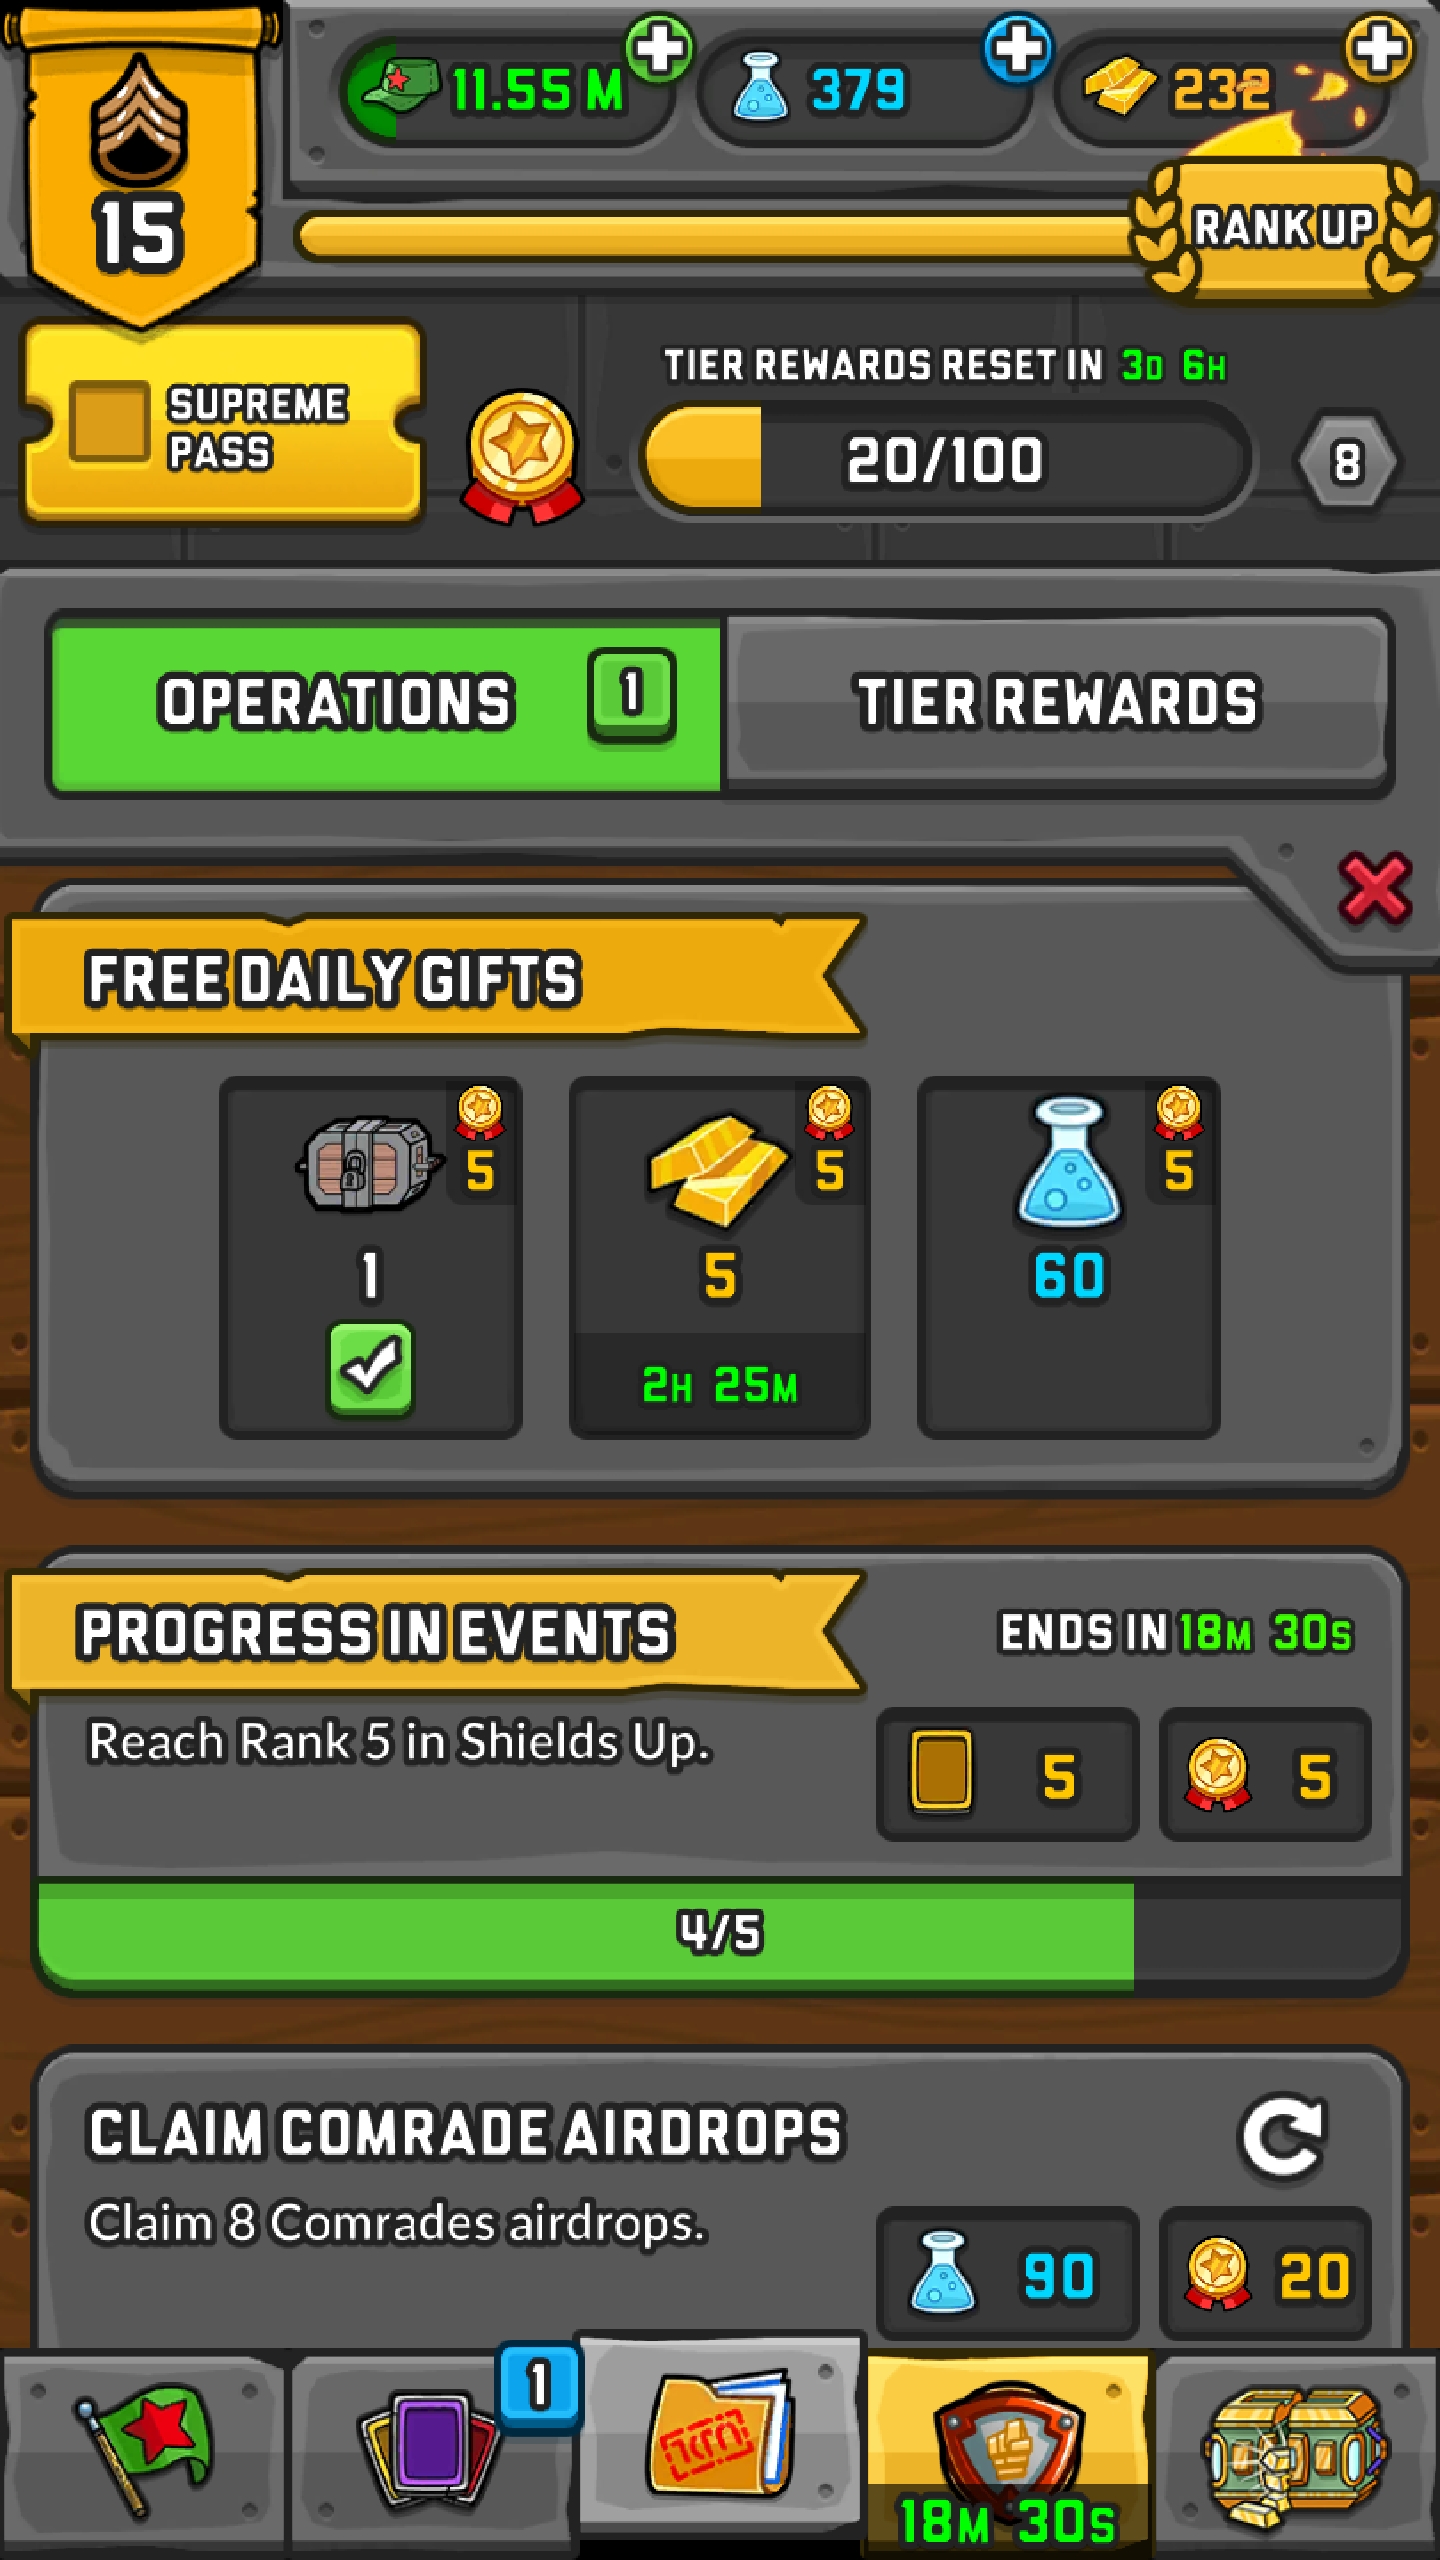 11.55 M
379
232
15
RANK UP
TIER REWARDS RESET IN 3D 6H
SUPREME
PASS
20/100
8
OPERATIONS
1
TIER REWARDS
FREE DAILY GIFTS
5
5
5
1
5
60
2H 25M
PROGRESS IN EVENTS
ENDS IN 18M 30S
Reach Rank 5 in Shields Up.
5
5
4/5
CLAIM COMRADE AIRDROPS
Claim 8 Comrades airdrops.
90
20
1
18M 30S